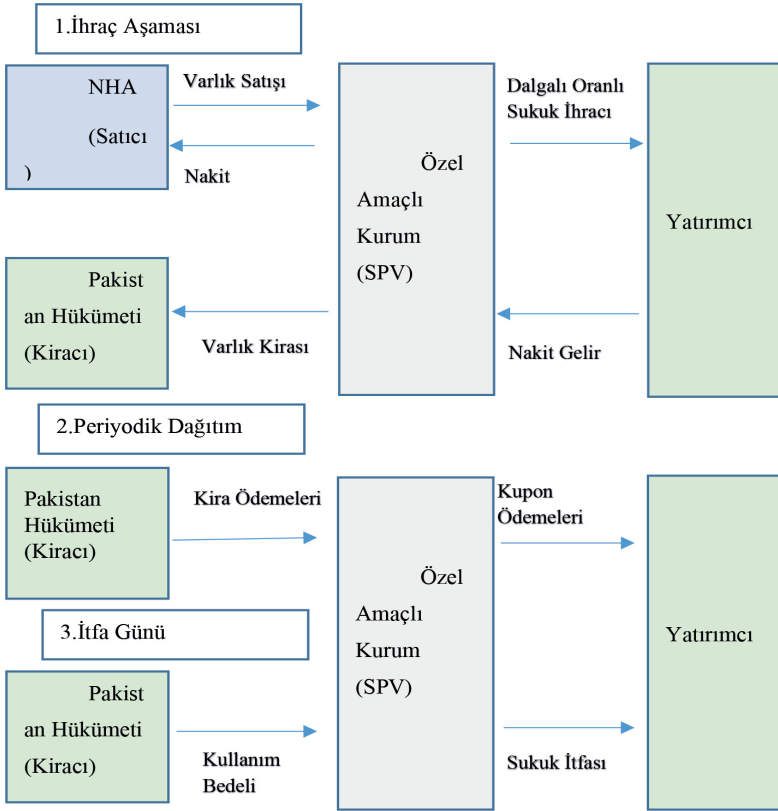 1.İhraç Aşaması
NHA
(Satıcı
)
Varlık Satışı
Nakit
Özel
Amaçlı
Kurum
(SPV)
Dalgalı Oranlı
Sukuk İhracı
Yatırımcı
Pakist
an Hükümeti
(Kiracı)
Varlık Kirası
Nakit Gelir
2.Periyodik Dağıtım
Pakistan
Hükümeti
(Kiracı)
Kira Ödemeleri
Kupon
Ödemeleri
Özel
Amaçlı
Kurum
(SPV)
Yatırımcı
3.İtfa Günü
Pakist
an Hükümeti
(Kiracı)
Kullanım
Bedeli
Sukuk İtfası